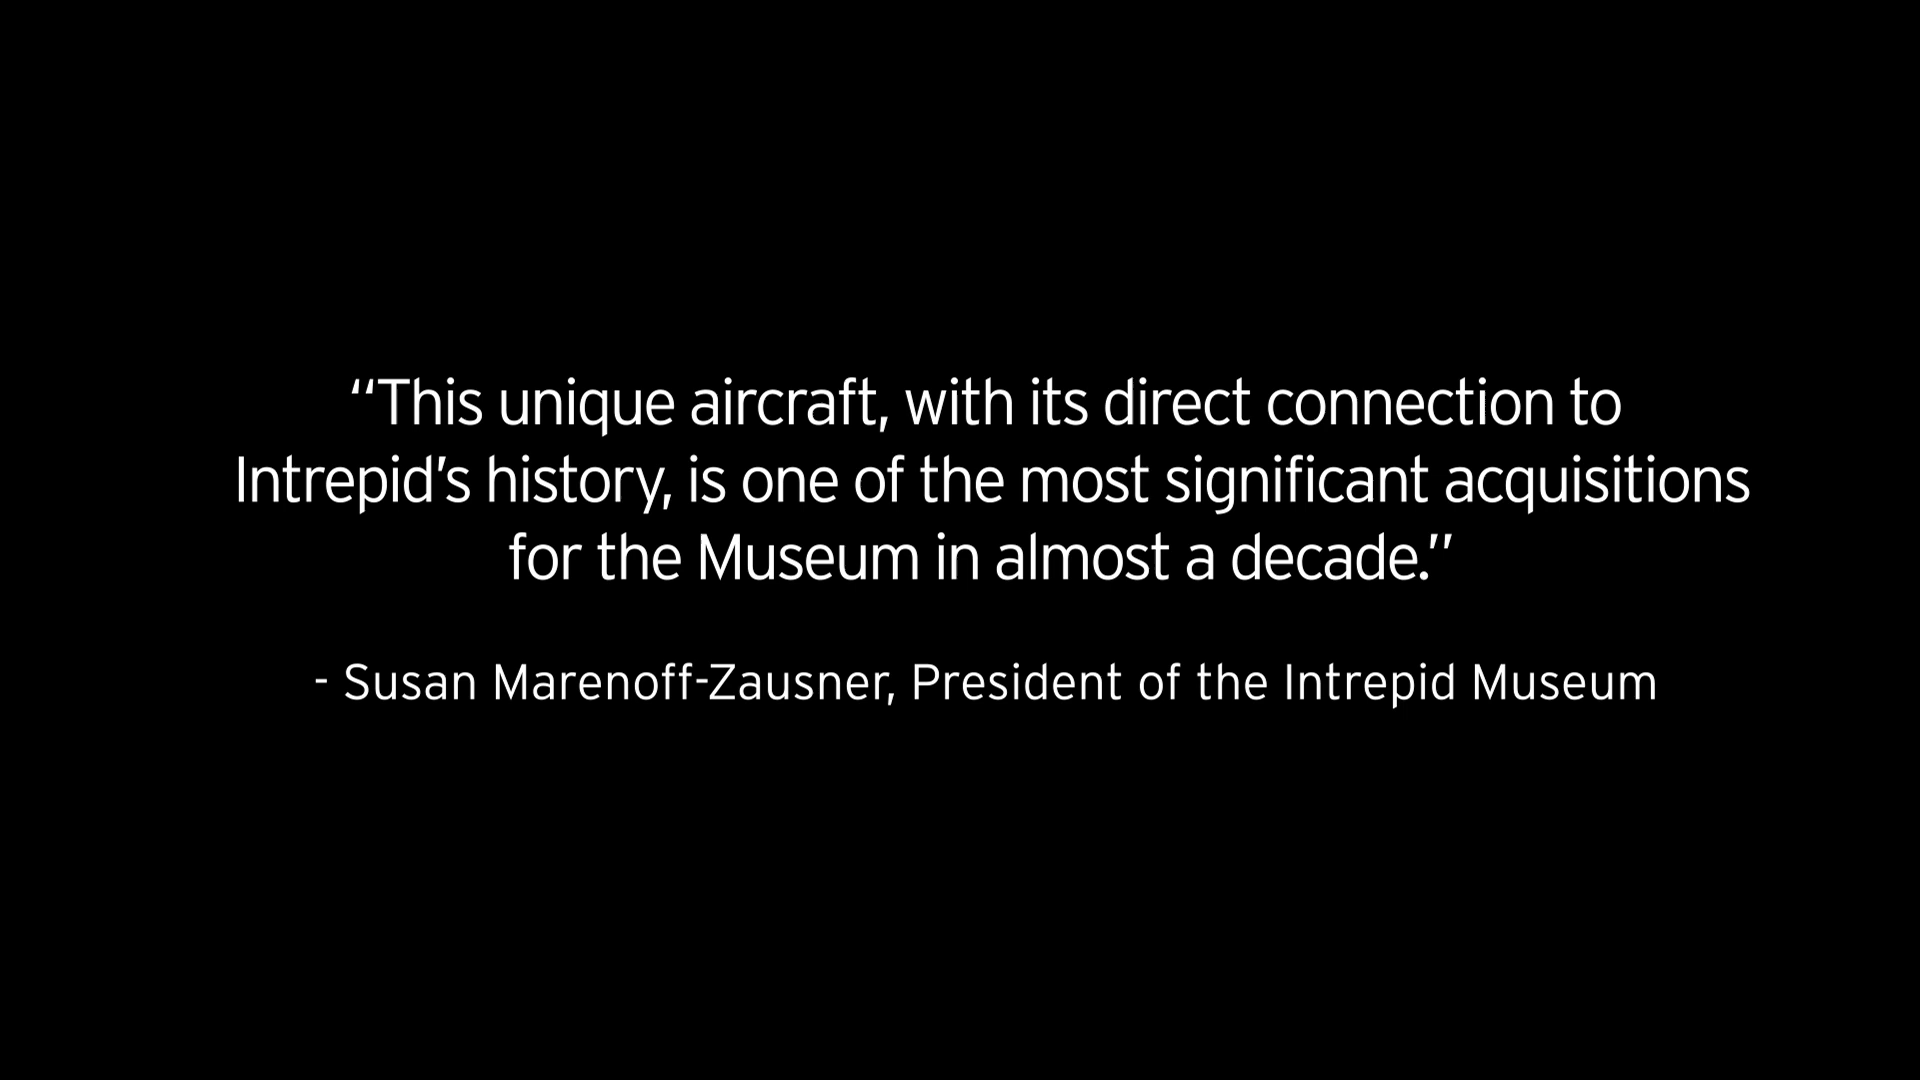 “This unique aircraft, with its direct connection to
Intrepid’s history, is one of the most significant acquisitions
for the Museum in almost a decade.”
- Susan Marenoff-Zausner, President of the Intrepid Museum